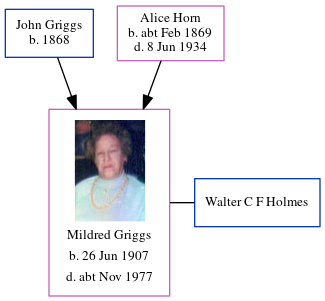 John Griggs
b. 1868
Alice Horn
b. abt Feb 1869
d. 8 Jun 1934
Mildred Griggs
b. 26 Jun 1907
d. abt Nov 1977
Walter C F Holmes